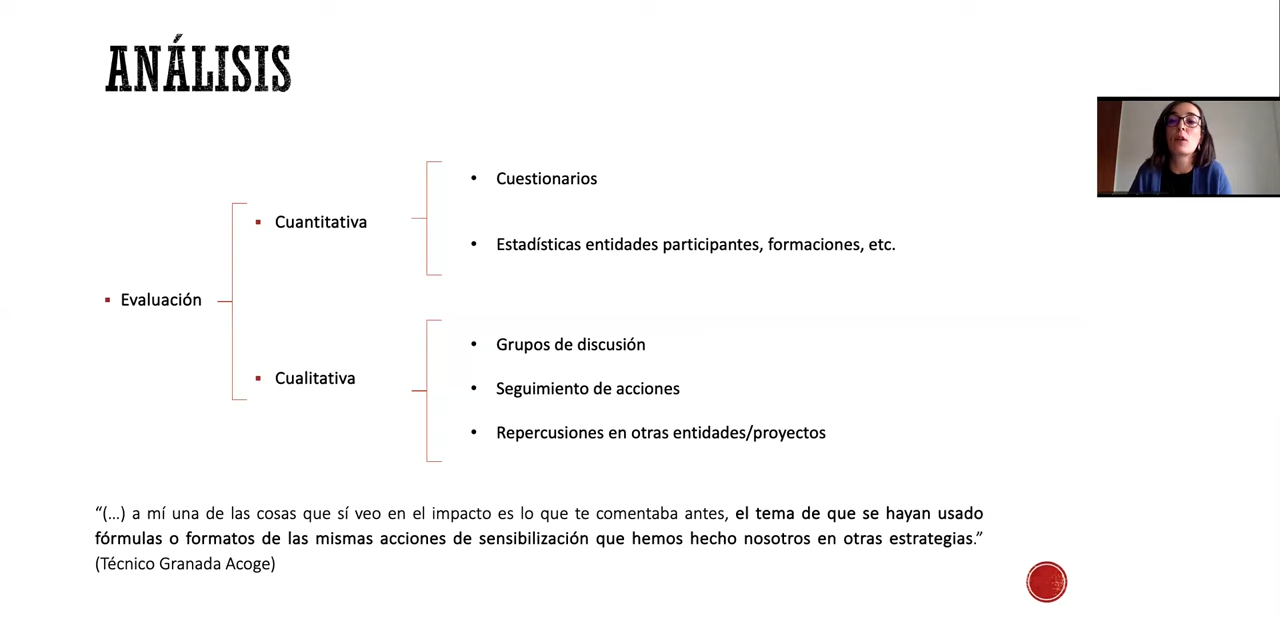 ANÁLISIS
Cuestionarios
Cuantitativa
Estadísticas entidades participantes, formaciones, etc.
Evaluación
Grupos de discusión
Cualitativa
Seguimiento de acciones
Repercusiones en otras entidades/proyectos
“(…) a mí una de las cosas que sí veo en el impacto es lo que te comentaba antes, el tema de que se hayan usado
fórmulas o formatos de las mismas acciones de sensibilización que hemos hecho nosotros en otras estrategias.”
(Técnico Granada Acoge)